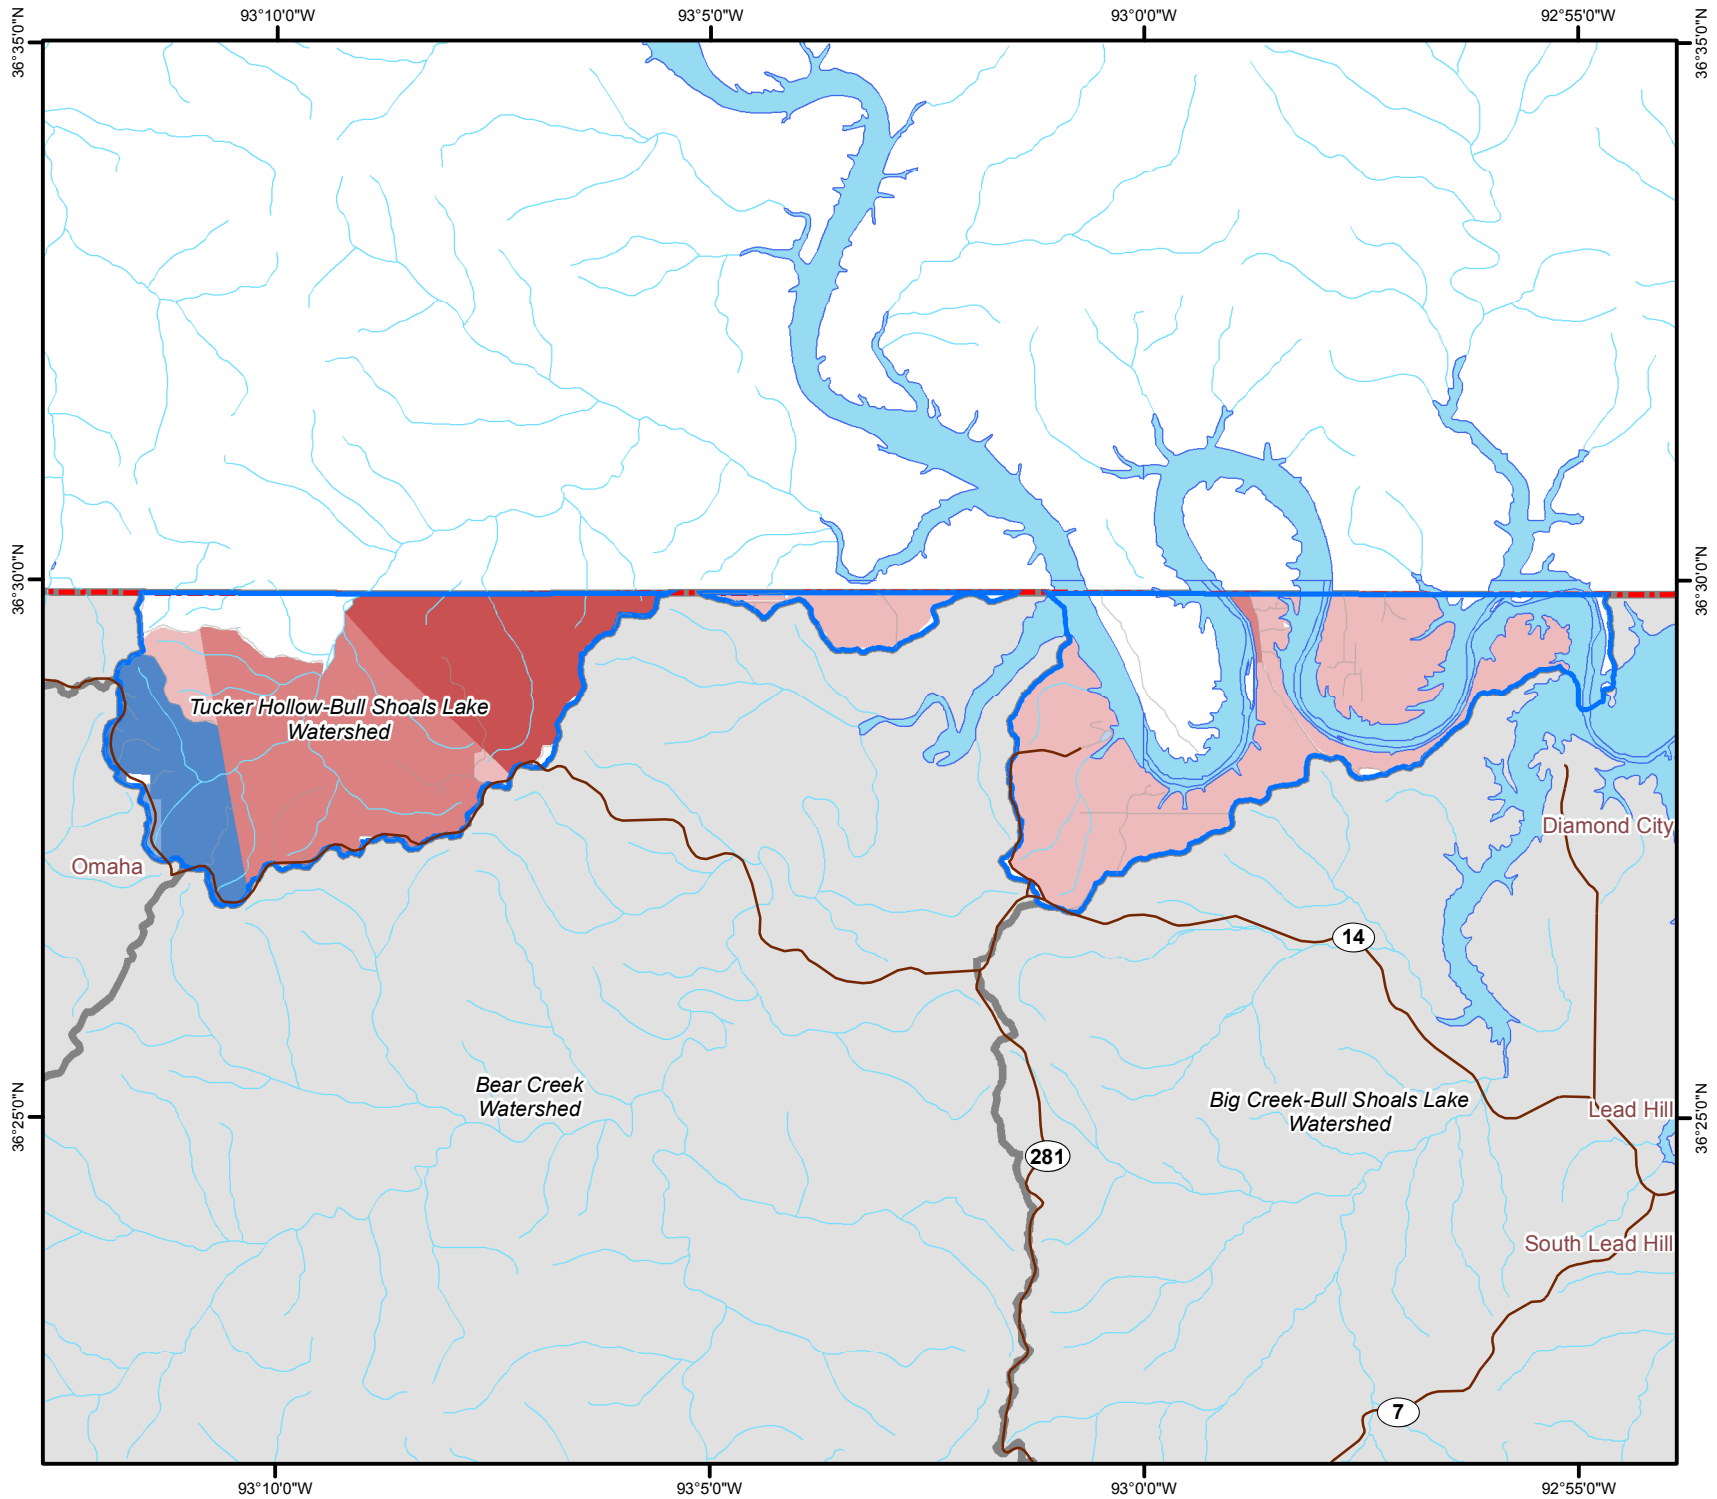 93°10'0"W
93°5'0"W
93°0'0"W
92°55'0"W
36°35'0"N
36°35'0"N
36°30'0"N
36°30'0"N
Tucker Hollow-Bull Shoals Lake
Watershed
Diamond City
Omaha
14
Bear Creek
Watershed
Big Creek-Bull Shoals Lake
Watershed
Lead Hill
36°25'0"N
36°25'0"N
281
South Lead Hill
7
93°10'0"W
93°5'0"W
93°0'0"W
92°55'0"W